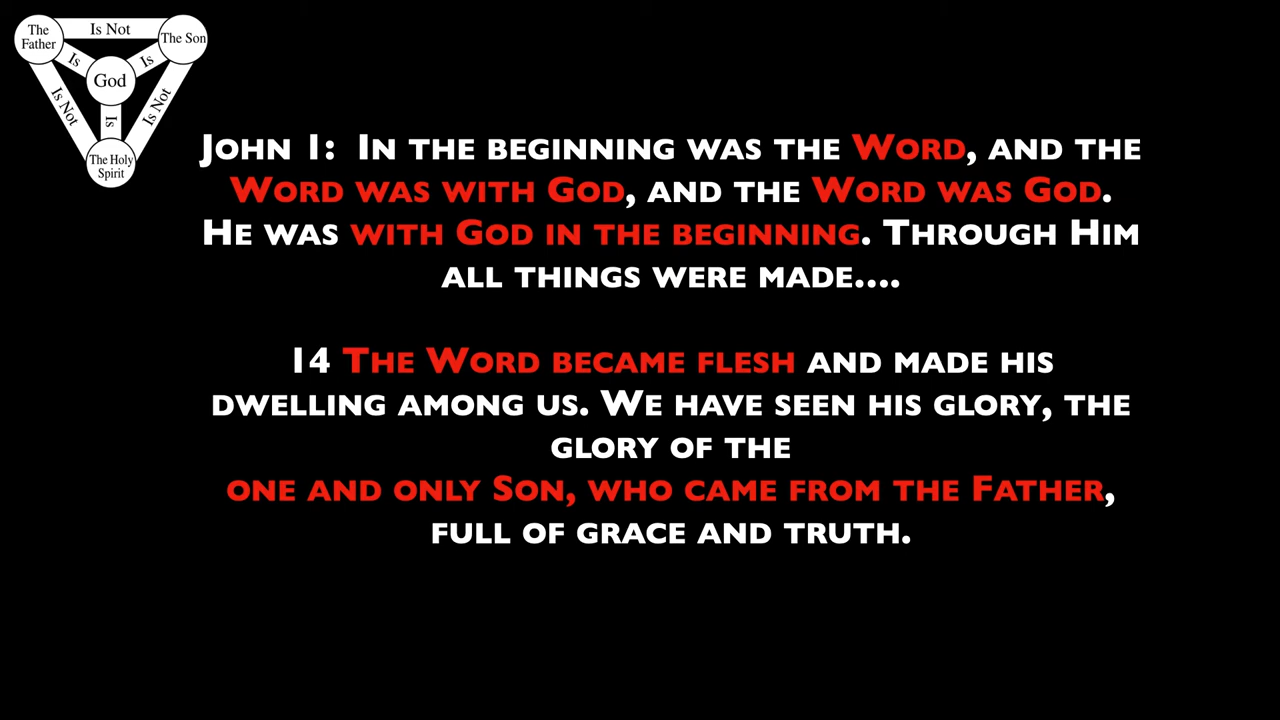 The Father
Is Not
The Son
Is
Is
God
Is Not
Is
Is Not
The Holy Spirit
John 1: In the beginning was the Word, and the
Word was with God, and the Word was God.
He was with God in the beginning. Through Him
all things were made....
14 The Word became flesh and made his
dwelling among us. We have seen his glory, the
glory of the
one and only Son, who came from the Father,
full of grace and truth.